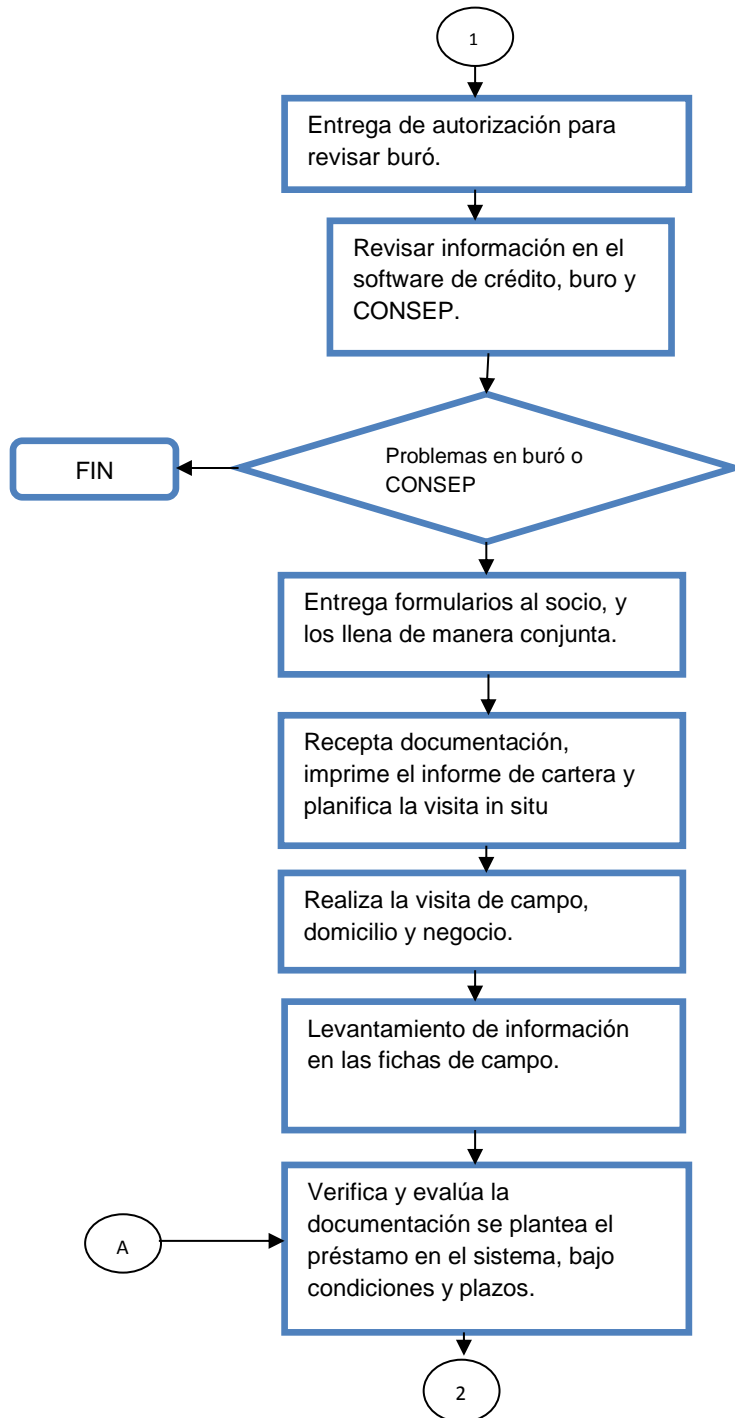 1
Entrega de autorización para
revisar buró.
Revisar información en el
software de crédito, buro y
CONSEP.
Problemas en buró o
CONSEP
FIN
Entrega formularios al socio, y
los llena de manera conjunta.
Recepta documentación,
imprime el informe de cartera y
planifica la visita in situ
Realiza la visita de campo,
domicilio y negocio.
Levantamiento de información
en las fichas de campo.
Verifica y evalúa la
documentación se plantea el
préstamo en el sistema, bajo
condiciones y plazos.
A
2